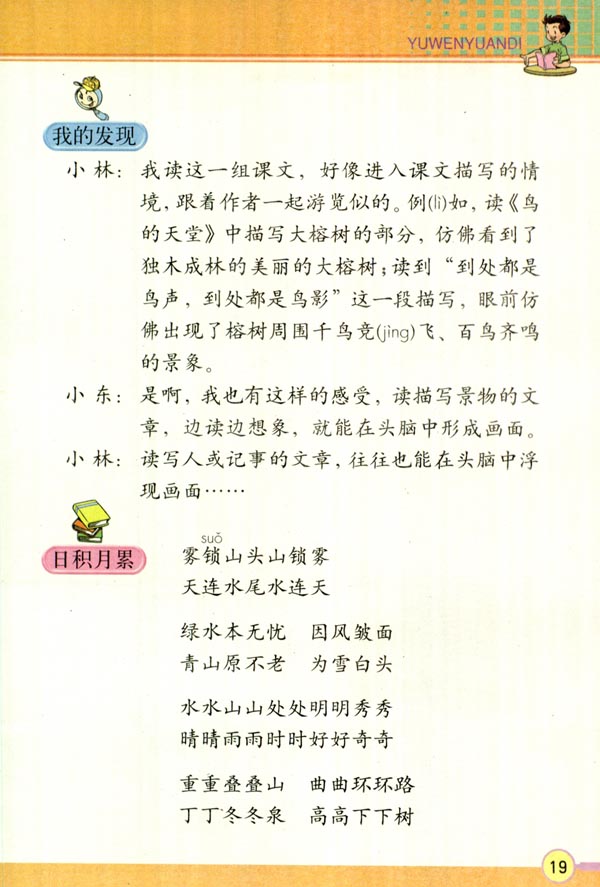 YUWENYUANDI
我的发现
小林：我读这一组课文，好像进入课文描写的情
境，跟着作者一起游览似的。例(lì)如，读《鸟
的天堂》中描写大榕树的部分，仿佛看到了
独木成林的美丽的大榕树；读到“到处都是
鸟声，到处都是鸟影”这一段描写，眼前仿
佛出现了榕树周围千鸟竞(jìng)飞、百鸟齐鸣
的景象。
小东：是啊，我也有这样的感受，读描写景物的文
章，边读边想象，就能在头脑中形成画面。
小林：读写人或记事的文章，往往也能在头脑中浮
现画面……
日积月累
suǒ
雾锁山头山锁雾
天连水尾水连天
绿水本无忧 因风皱面
青山原不老 为雪白头
水水山山处处明明秀秀
晴晴雨雨时时好好奇奇
重重叠叠山 曲曲环环路
丁丁冬冬泉 高高下下树
19